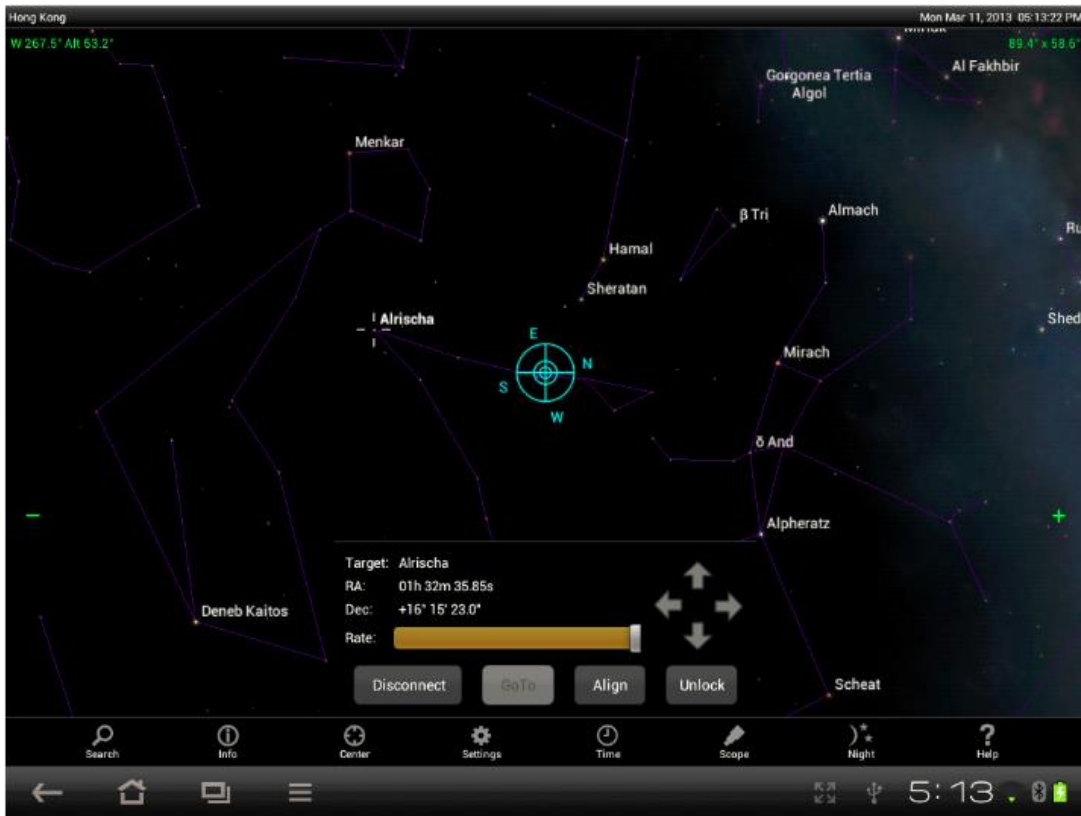 Hong Kong
Mon Mar 11, 2013 05:13:22 PM
W 267.5° Alt 53.2°
89.4° x 58.6°
Al Fakhbir
Gorgonea Tertia
Algol
Menkar
β Tri
Almach
Ru
Hamal
Sheratan
Alrischa
Shed
E
N
S
W
Mirach
δ And
−
+
Alpheratz
Target: Alrischa
RA: 01h 32m 35.85s
Dec: +16° 15' 23.0"
Rate:
Deneb Kaitos
Disconnect
GoTo
Align
Unlock
Scheat
Search
Info
Center
Settings
Time
Scope
Night
Help
5:13